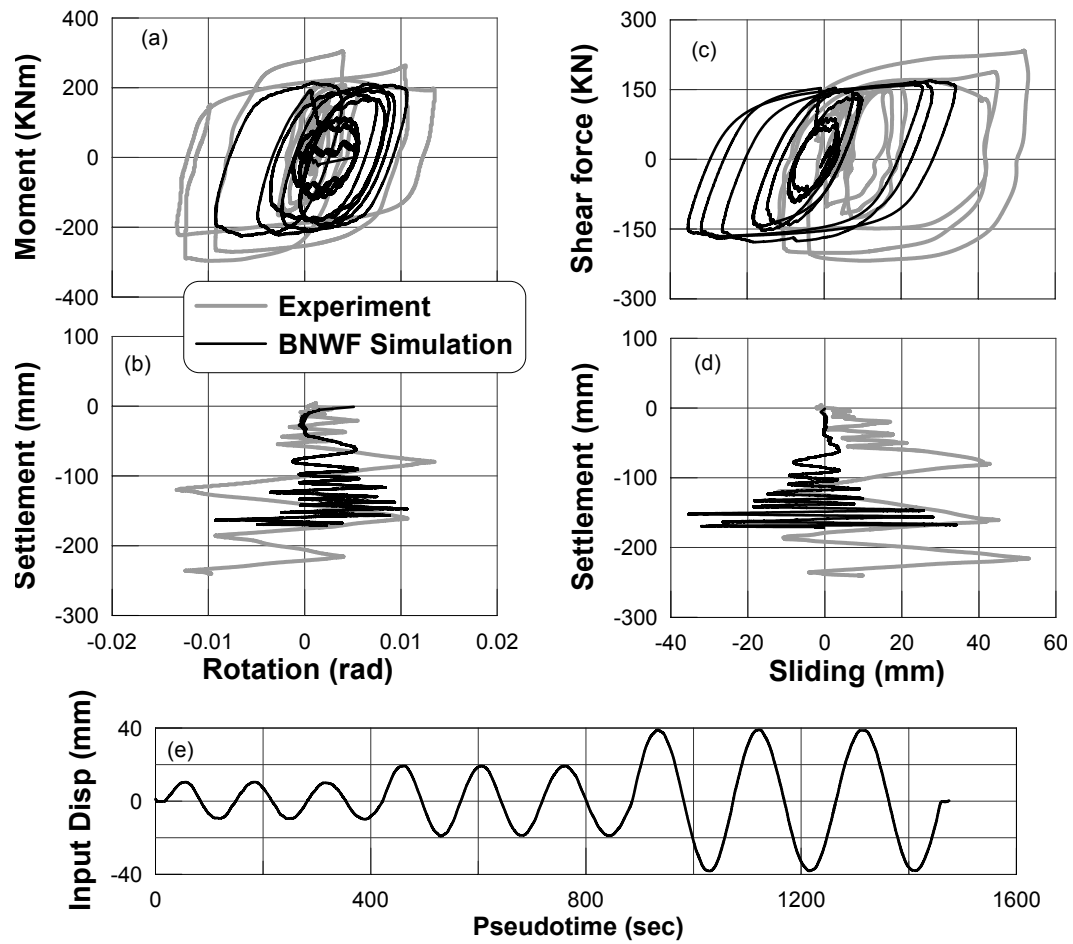 400
200
0
-200
-400
Moment (KNm)
(a)
300
150
0
-150
-300
Shear force (KN)
(c)
Experiment
BNWF Simulation
100
0
-100
-200
-300
Settlement (mm)
(b)
-0.02 -0.01 0 0.01 0.02
Rotation (rad)
100
0
-100
-200
-300
Settlement (mm)
(d)
-40 -20 0 20 40 60
Sliding (mm)
40
0
-40
Input Disp (mm)
(e)
0 400 800 1200 1600
Pseudotime (sec)